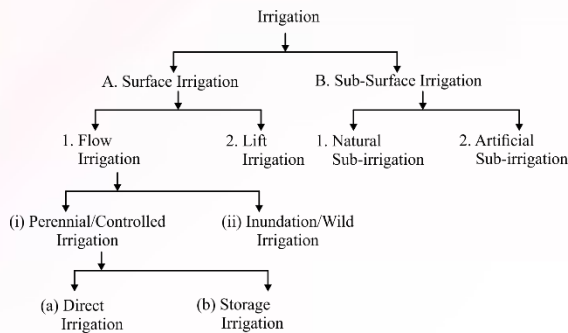 Irrigation
A. Surface Irrigation
B. Sub-Surface Irrigation
1. Flow
Irrigation
2. Lift
Irrigation
1. Natural
Sub-irrigation
2. Artificial
Sub-irrigation
(i) Perennial/Controlled
Irrigation
(ii) Inundation/Wild
Irrigation
(a) Direct
Irrigation
(b) Storage
Irrigation